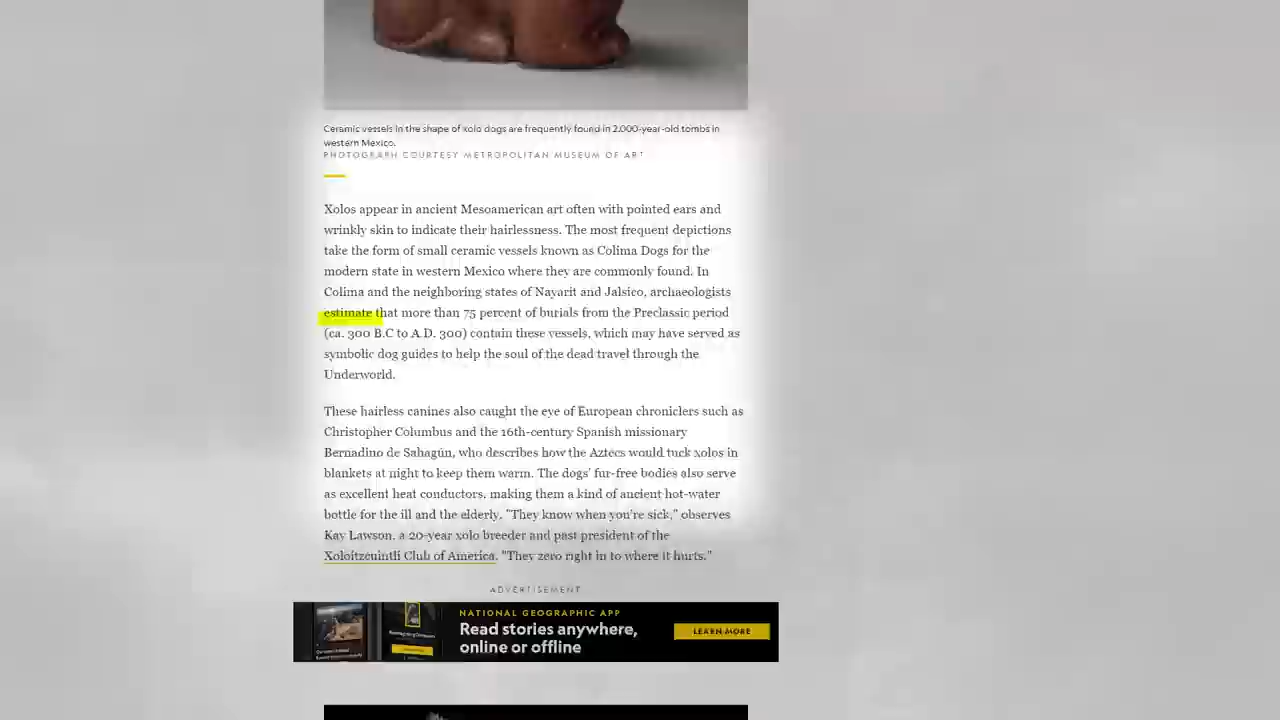 Ceramic vessels in the shape of xolo dogs are frequently found in 2,000-year-old tombs in
western Mexico.
PHOTOGRAPH COURTESY METROPOLITAN MUSEUM OF ART
Xolos appear in ancient Mesoamerican art often with pointed ears and
wrinkly skin to indicate their hairlessness. The most frequent depictions
take the form of small ceramic vessels known as Colima Dogs for the
modern state in western Mexico where they are commonly found. In
Colima and the neighboring states of Nayarit and Jalsico, archaeologists
estimate that more than 75 percent of burials from the Preclassic period
(ca. 300 B.C to A.D. 300) contain these vessels, which may have served as
symbolic dog guides to help the soul of the dead travel through the
Underworld.
These hairless canines also caught the eye of European chroniclers such as
Christopher Columbus and the 16th-century Spanish missionary
Bernadino de Sahagún, who describes how the Aztecs would tuck xolos in
blankets at night to keep them warm. The dogs' fur-free bodies also serve
as excellent heat conductors, making them a kind of ancient hot-water
bottle for the ill and the elderly. "They know when you're sick," observes
Kay Lawson, a 20-year xolo breeder and past president of the
Xoloitzcuintli Club of America. "They zero right in to where it hurts."
ADVERTISEMENT
NATIONAL GEOGRAPHIC APP
Read stories anywhere,
online or offline
LEARN MORE